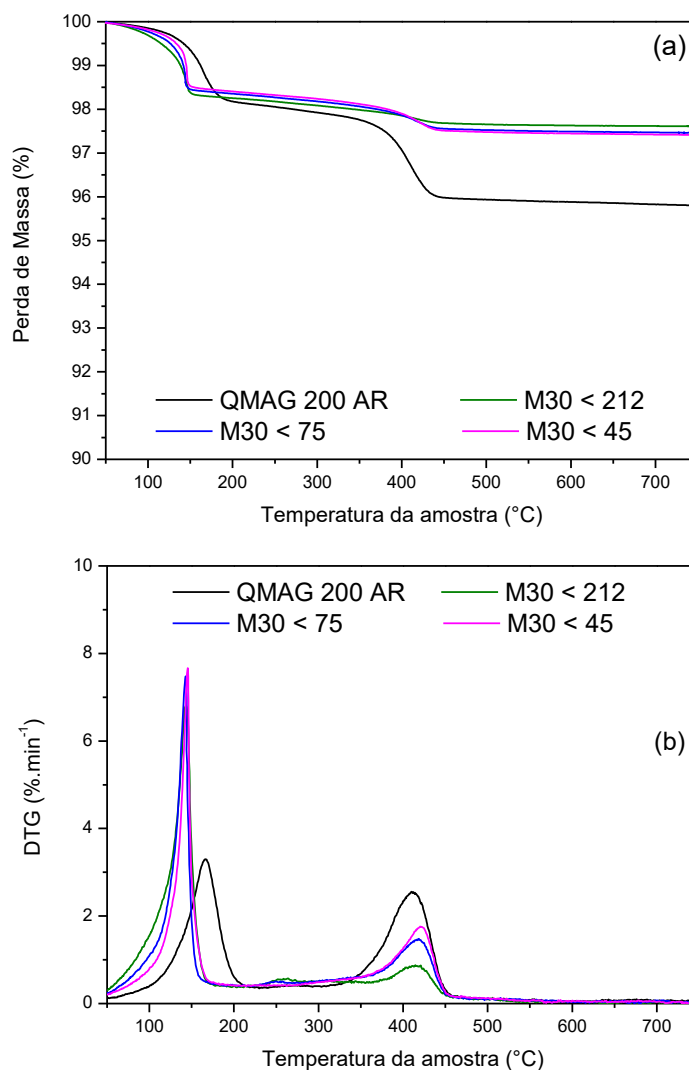 100
(a)
99
98
97
96
95
94
93
92
91
90
Perda de Massa (%)
QMAG 200 AR
M30 < 212
M30 < 75
M30 < 45
100 200 300 400 500 600 700
Temperatura da amostra (°C)
10
8
6
4
2
0
DTG (%.min⁻¹)
QMAG 200 AR
M30 < 212
M30 < 75
M30 < 45
(b)
100 200 300 400 500 600 700
Temperatura da amostra (°C)